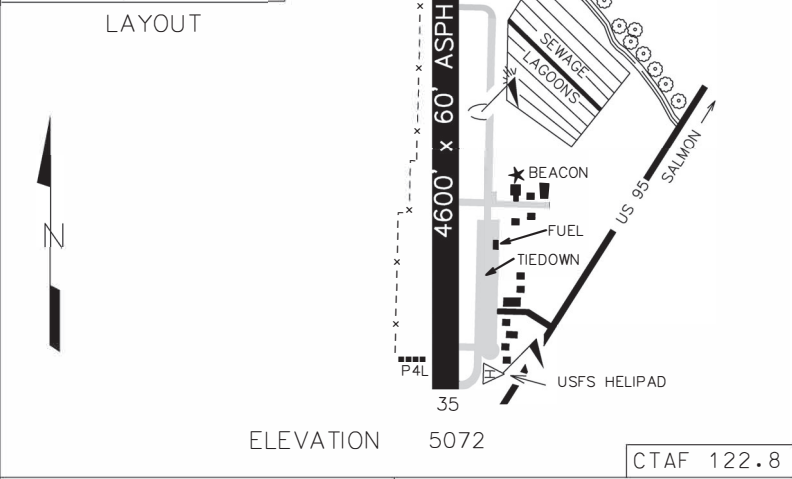 LAYOUT
4600' x 60' ASPH
SEWAGE
LAGOONS
SALMON
US 95
BEACON
FUEL
TIEDOWN
N
P4L
H
USFS HELIPAD
35
ELEVATION 5072
CTAF 122.8